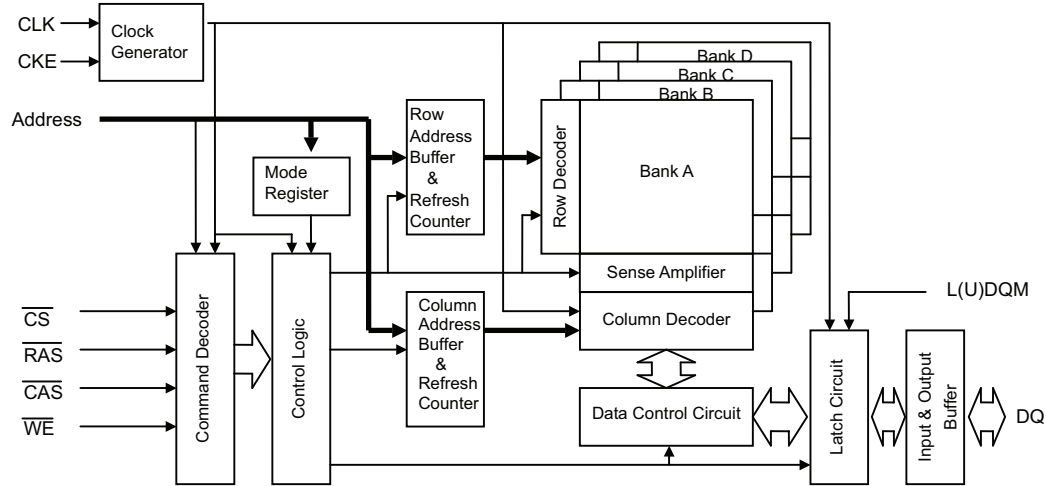 CLK
CKE
Clock
Generator
Bank D
Bank C
Bank B
Bank A
Address
Row
Address
Buffer
&
Refresh
Counter
Row Decoder
Mode
Register
Sense Amplifier
Column Decoder
L(U)DQM
CS
RAS
CAS
WE
Command Decoder
Control Logic
Column
Address
Buffer
&
Refresh
Counter
Data Control Circuit
Latch Circuit
Input & Output
Buffer
DQ